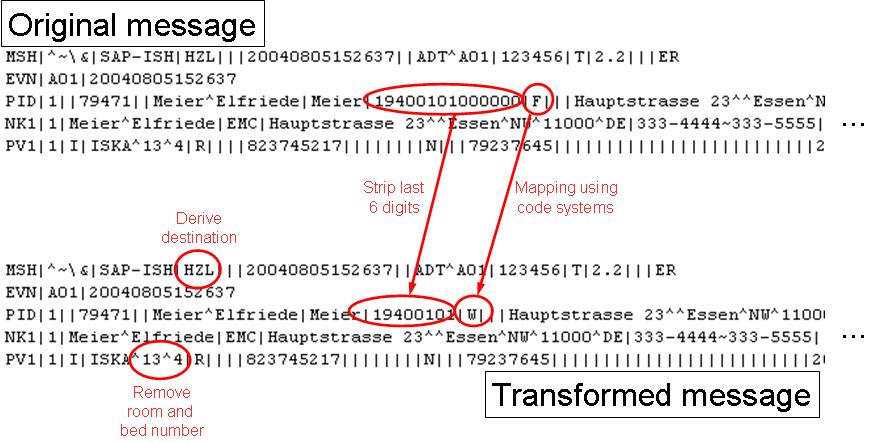 Original message
MSH|^~\&|SAP-ISH|HZL|||20040805152637||ADT^A01|123456|T|2.2|||ER
EVN|A01|20040805152637
PID|1||79471||Meier^Elfriede|Meier|19400101000000|F|||Hauptstrasse 23^^Essen^N
NK1|1|Meier^Elfriede|EMC|Hauptstrasse 23^^Essen^NW^11000^DE|333-4444~333-5555| ...
PV1|1|I|ISKA^13^4|R||||823745217||||||||N|||79237645||||||||||||||||||||||||2
Strip last
6 digits
Mapping using
code systems
Derive
destination
MSH|^~\&|SAP-ISH|HZL|||20040805152637||ADT^A01|123456|T|2.2|||ER
EVN|A01|20040805152637
PID|1||79471||Meier^Elfriede|Meier|19400101|W|||Hauptstrasse 23^^Essen^NW^1100
NK1|1|Meier^Elfriede|EMC|Hauptstrasse 23^^Essen^NW^11000^DE|333-4444~333-5555| ...
PV1|1|I|ISKA^13^4|R||||823745217||||||||N|||79237645||||||||||||||||||||||||20
Remove
room and
bed number
Transformed message